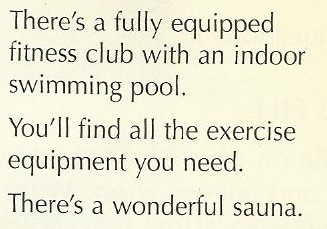 There's a fully equipped
fitness club with an indoor
swimming pool.
You'll find all the exercise
equipment you need.
There's a wonderful sauna.